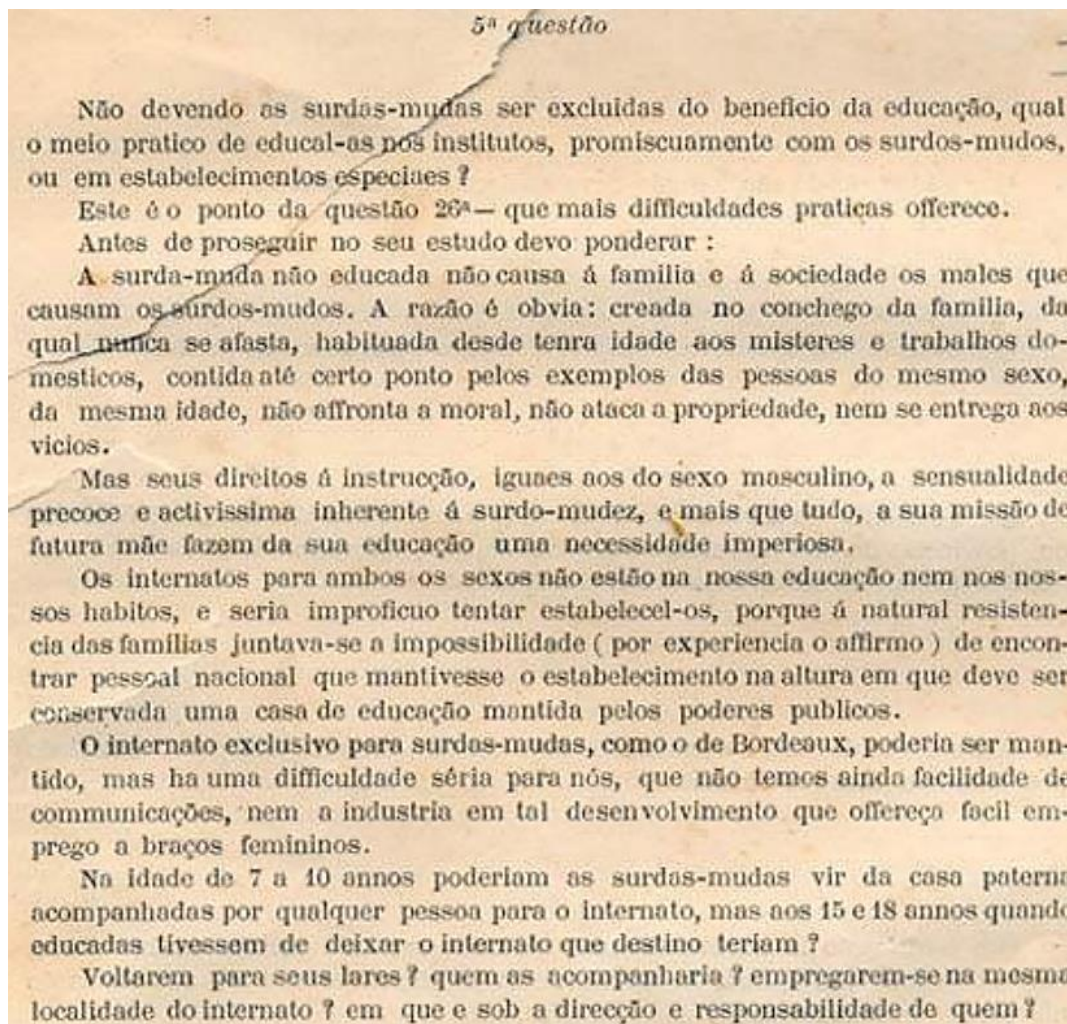 5ª questão
Não devendo as surdas-mudas ser excluidas do beneficio da educação, qual
o meio pratico de educal-as nos institutos, promiscuamente com os surdos-mudos,
ou em estabelecimentos especiaes ?
Este é o ponto da questão 26ª — que mais difficuldades praticas offerece.
Antes de proseguir no seu estudo devo ponderar :
A surda-muda não educada não causa á familia e á sociedade os males que
causam os surdos-mudos. A razão é obvia: creada no conchego da familia, da
qual nunca se afasta, habituada desde tenra idade aos misteres e trabalhos do-
mesticos, contida até certo ponto pelos exemplos das pessoas do mesmo sexo,
da mesma idade, não affronta a moral, não ataca a propriedade, nem se entrega aos
vicios.
Mas seus direitos á instrucção, iguaes aos do sexo masculino, a sensualidade
precoce e activissima inherente á surdo-mudez, e mais que tudo, a sua missão de
futura mãe fazem da sua educação uma necessidade imperiosa.
Os internatos para ambos os sexos não estão na nossa educação nem nos nos-
sos habitos, e seria improficuo tentar estabelecel-os, porque á natural resisten-
cia das familias juntava-se a impossibilidade ( por experiencia o affirmo ) de encon-
trar pessoal nacional que mantivesse o estabelecimento na altura em que deve ser
conservada uma casa de educação mantida pelos poderes publicos.
O internato exclusivo para surdas-mudas, como o de Bordeaux, poderia ser man-
tido, mas ha uma difficuldade séria para nós, que não temos ainda facilidade de
communicações, nem a industria em tal desenvolvimento que offereça facil em-
prego a braços femininos.
Na idade de 7 a 10 annos poderiam as surdas-mudas vir da casa paterna
acompanhadas por qualquer pessoa para o internato, mas aos 15 e 18 annos quando
educadas tivessem de deixar o internato que destino teriam ?
Voltarem para seus lares ? quem as acompanharia ? empregarem-se na mesma
localidade do internato ? em que e sob a direcção e responsabilidade de quem ?